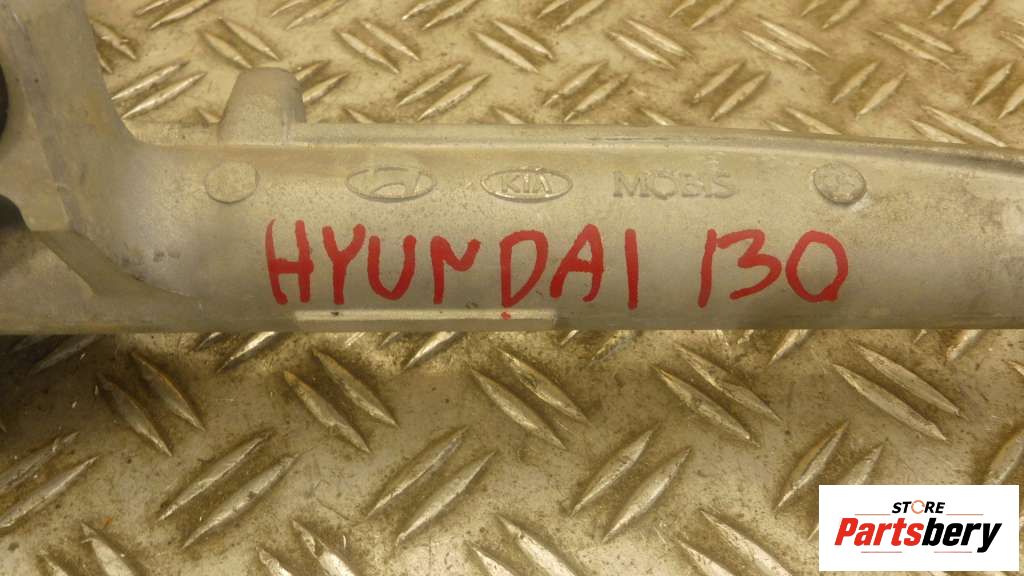 KIA MOBIS
HYUNDAI I30
STORE
Partsbery